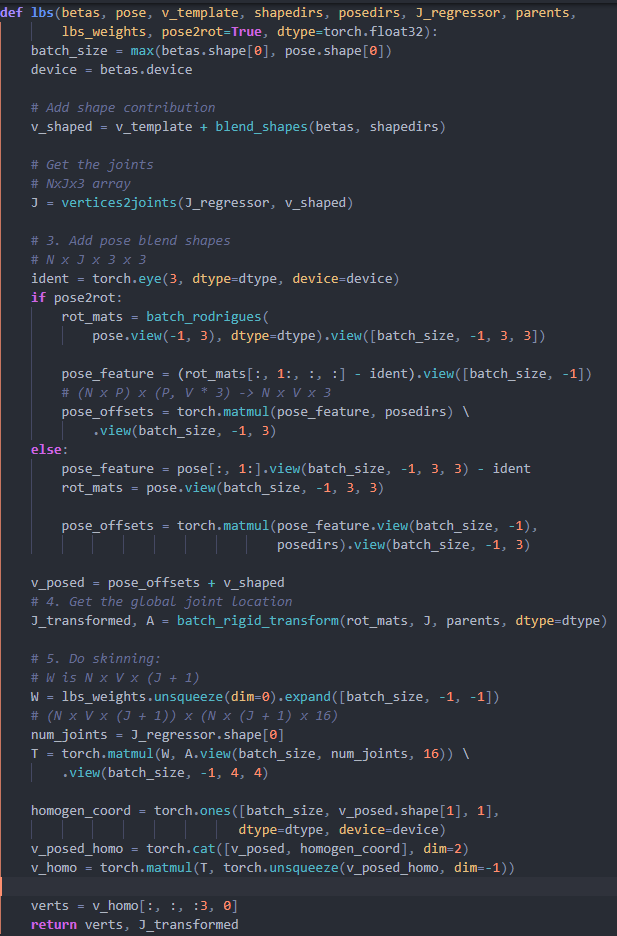 def lbs(betas, pose, v_template, shapedirs, posedirs, J_regressor, parents,
        lbs_weights, pose2rot=True, dtype=torch.float32):
    batch_size = max(betas.shape[0], pose.shape[0])
    device = betas.device

    # Add shape contribution
    v_shaped = v_template + blend_shapes(betas, shapedirs)

    # Get the joints
    # NxJx3 array
    J = vertices2joints(J_regressor, v_shaped)

    # 3. Add pose blend shapes
    # N x J x 3 x 3
    ident = torch.eye(3, dtype=dtype, device=device)
    if pose2rot:
        rot_mats = batch_rodrigues(
            pose.view(-1, 3), dtype=dtype).view([batch_size, -1, 3, 3])

        pose_feature = (rot_mats[:, 1:, :, :] - ident).view([batch_size, -1])
        # (N x P) x (P, V * 3) -> N x V x 3
        pose_offsets = torch.matmul(pose_feature, posedirs) \
            .view(batch_size, -1, 3)
    else:
        pose_feature = pose[:, 1:].view(batch_size, -1, 3, 3) - ident
        rot_mats = pose.view(batch_size, -1, 3, 3)

        pose_offsets = torch.matmul(pose_feature.view(batch_size, -1),
                                    posedirs).view(batch_size, -1, 3)

    v_posed = pose_offsets + v_shaped
    # 4. Get the global joint location
    J_transformed, A = batch_rigid_transform(rot_mats, J, parents, dtype=dtype)

    # 5. Do skinning:
    # W is N x V x (J + 1)
    W = lbs_weights.unsqueeze(dim=0).expand([batch_size, -1, -1])
    # (N x V x (J + 1)) x (N x (J + 1) x 16)
    num_joints = J_regressor.shape[0]
    T = torch.matmul(W, A.view(batch_size, num_joints, 16)) \
        .view(batch_size, -1, 4, 4)

    homogen_coord = torch.ones([batch_size, v_posed.shape[1], 1],
                               dtype=dtype, device=device)
    v_posed_homo = torch.cat([v_posed, homogen_coord], dim=2)
    v_homo = torch.matmul(T, torch.unsqueeze(v_posed_homo, dim=-1))

    verts = v_homo[:, :, :3, 0]
    return verts, J_transformed